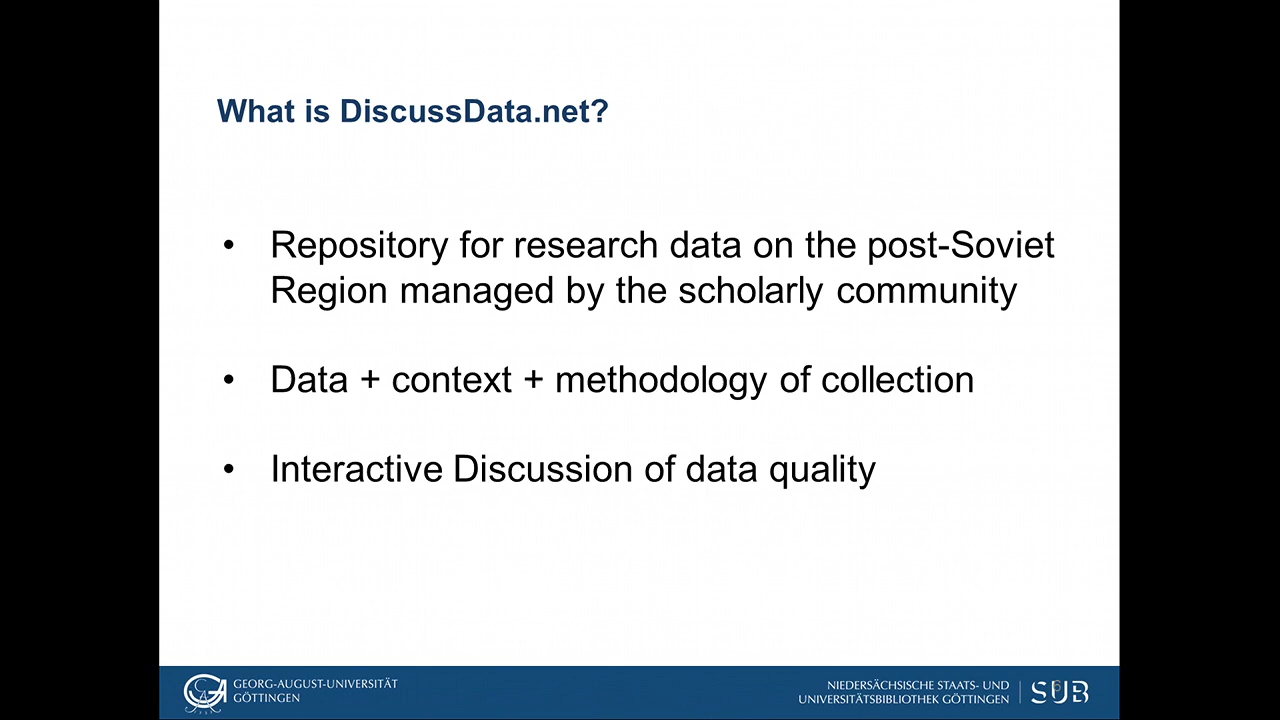 What is DiscussData.net?
• Repository for research data on the post-Soviet
Region managed by the scholarly community
• Data + context + methodology of collection
• Interactive Discussion of data quality
GEORG-AUGUST-UNIVERSITÄT
GÖTTINGEN
NIEDERSÄCHSISCHE STAATS- UND
UNIVERSITÄTSBIBLIOTHEK GÖTTINGEN
SUB
6